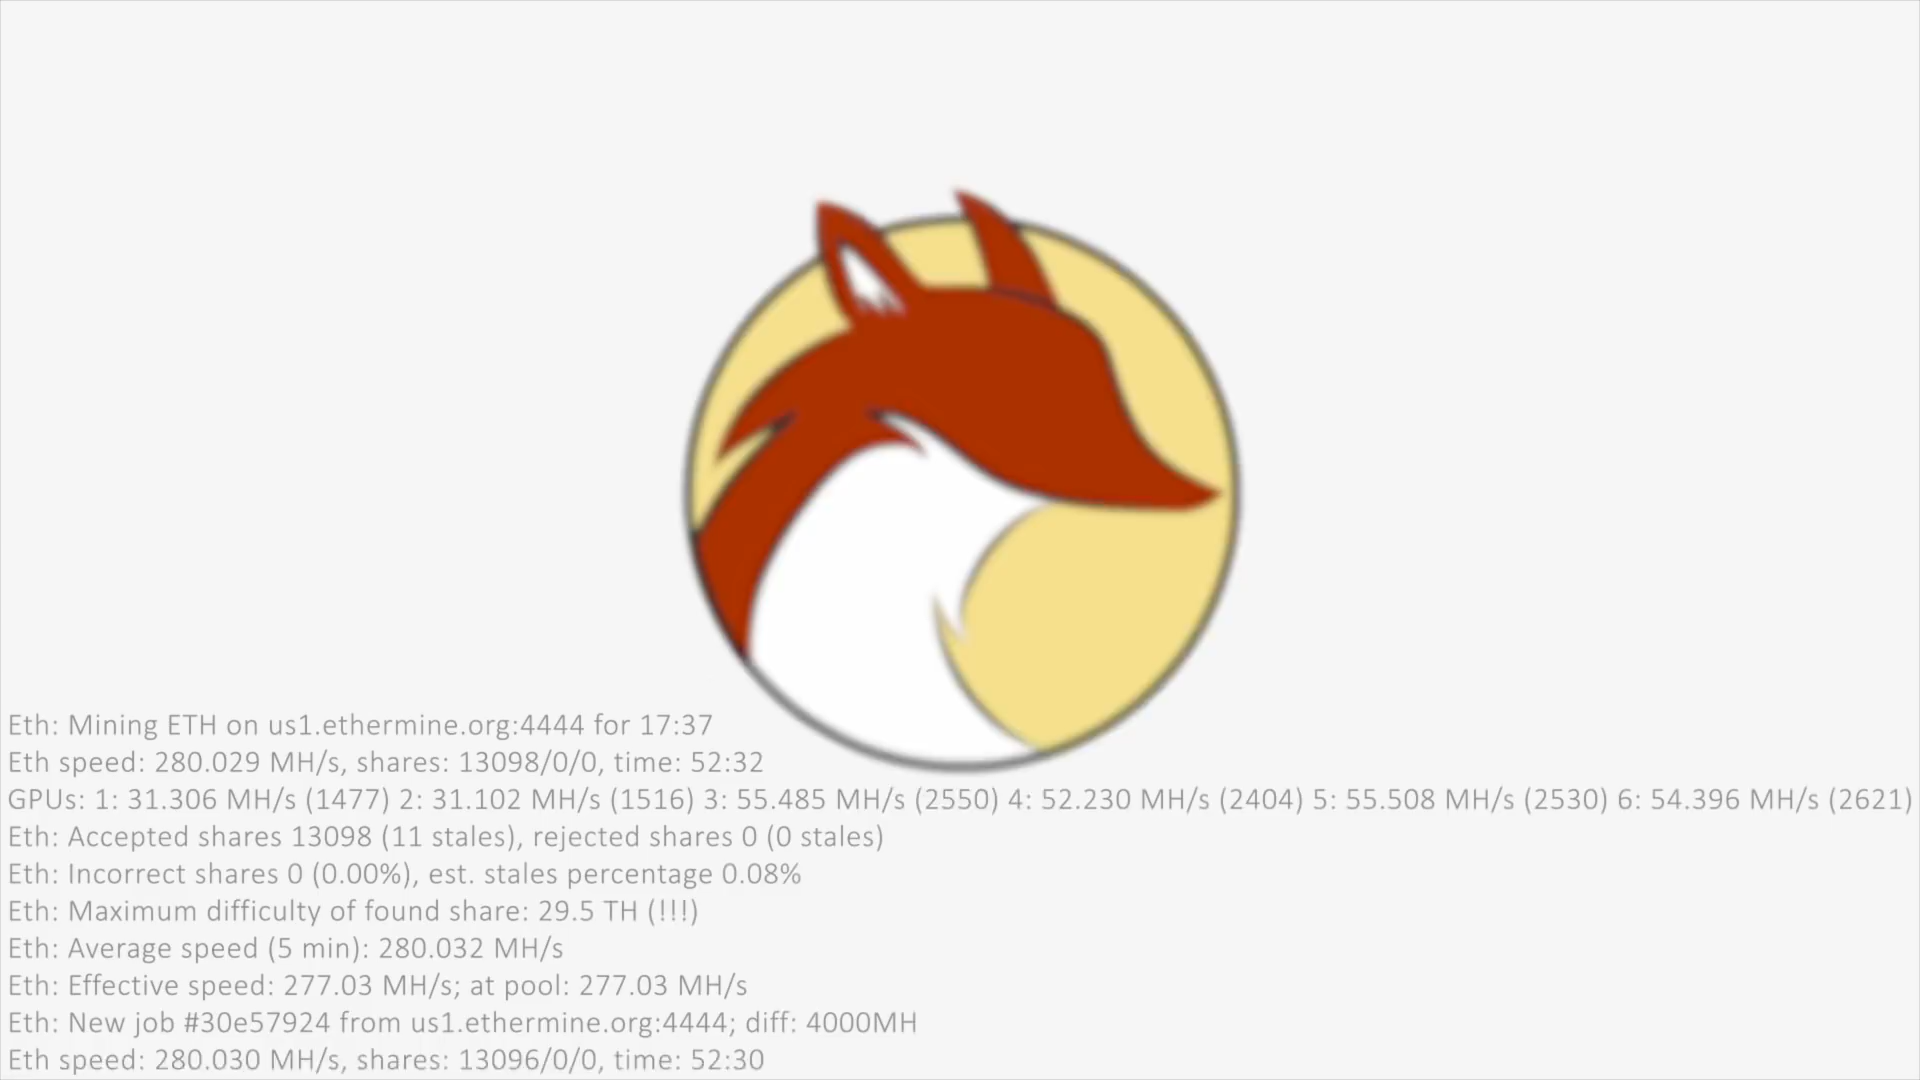 Eth: Mining ETH on us1.ethermine.org:4444 for 17:37
Eth speed: 280.029 MH/s, shares: 13098/0/0, time: 52:32
GPUs: 1: 31.306 MH/s (1477) 2: 31.102 MH/s (1516) 3: 55.485 MH/s (2550) 4: 52.230 MH/s (2404) 5: 55.508 MH/s (2530) 6: 54.396 MH/s (2621)
Eth: Accepted shares 13098 (11 stales), rejected shares 0 (0 stales)
Eth: Incorrect shares 0 (0.00%), est. stales percentage 0.08%
Eth: Maximum difficulty of found share: 29.5 TH (!!!)
Eth: Average speed (5 min): 280.032 MH/s
Eth: Effective speed: 277.03 MH/s; at pool: 277.03 MH/s
Eth: New job #30e57924 from us1.ethermine.org:4444; diff: 4000MH
Eth speed: 280.030 MH/s, shares: 13096/0/0, time: 52:30